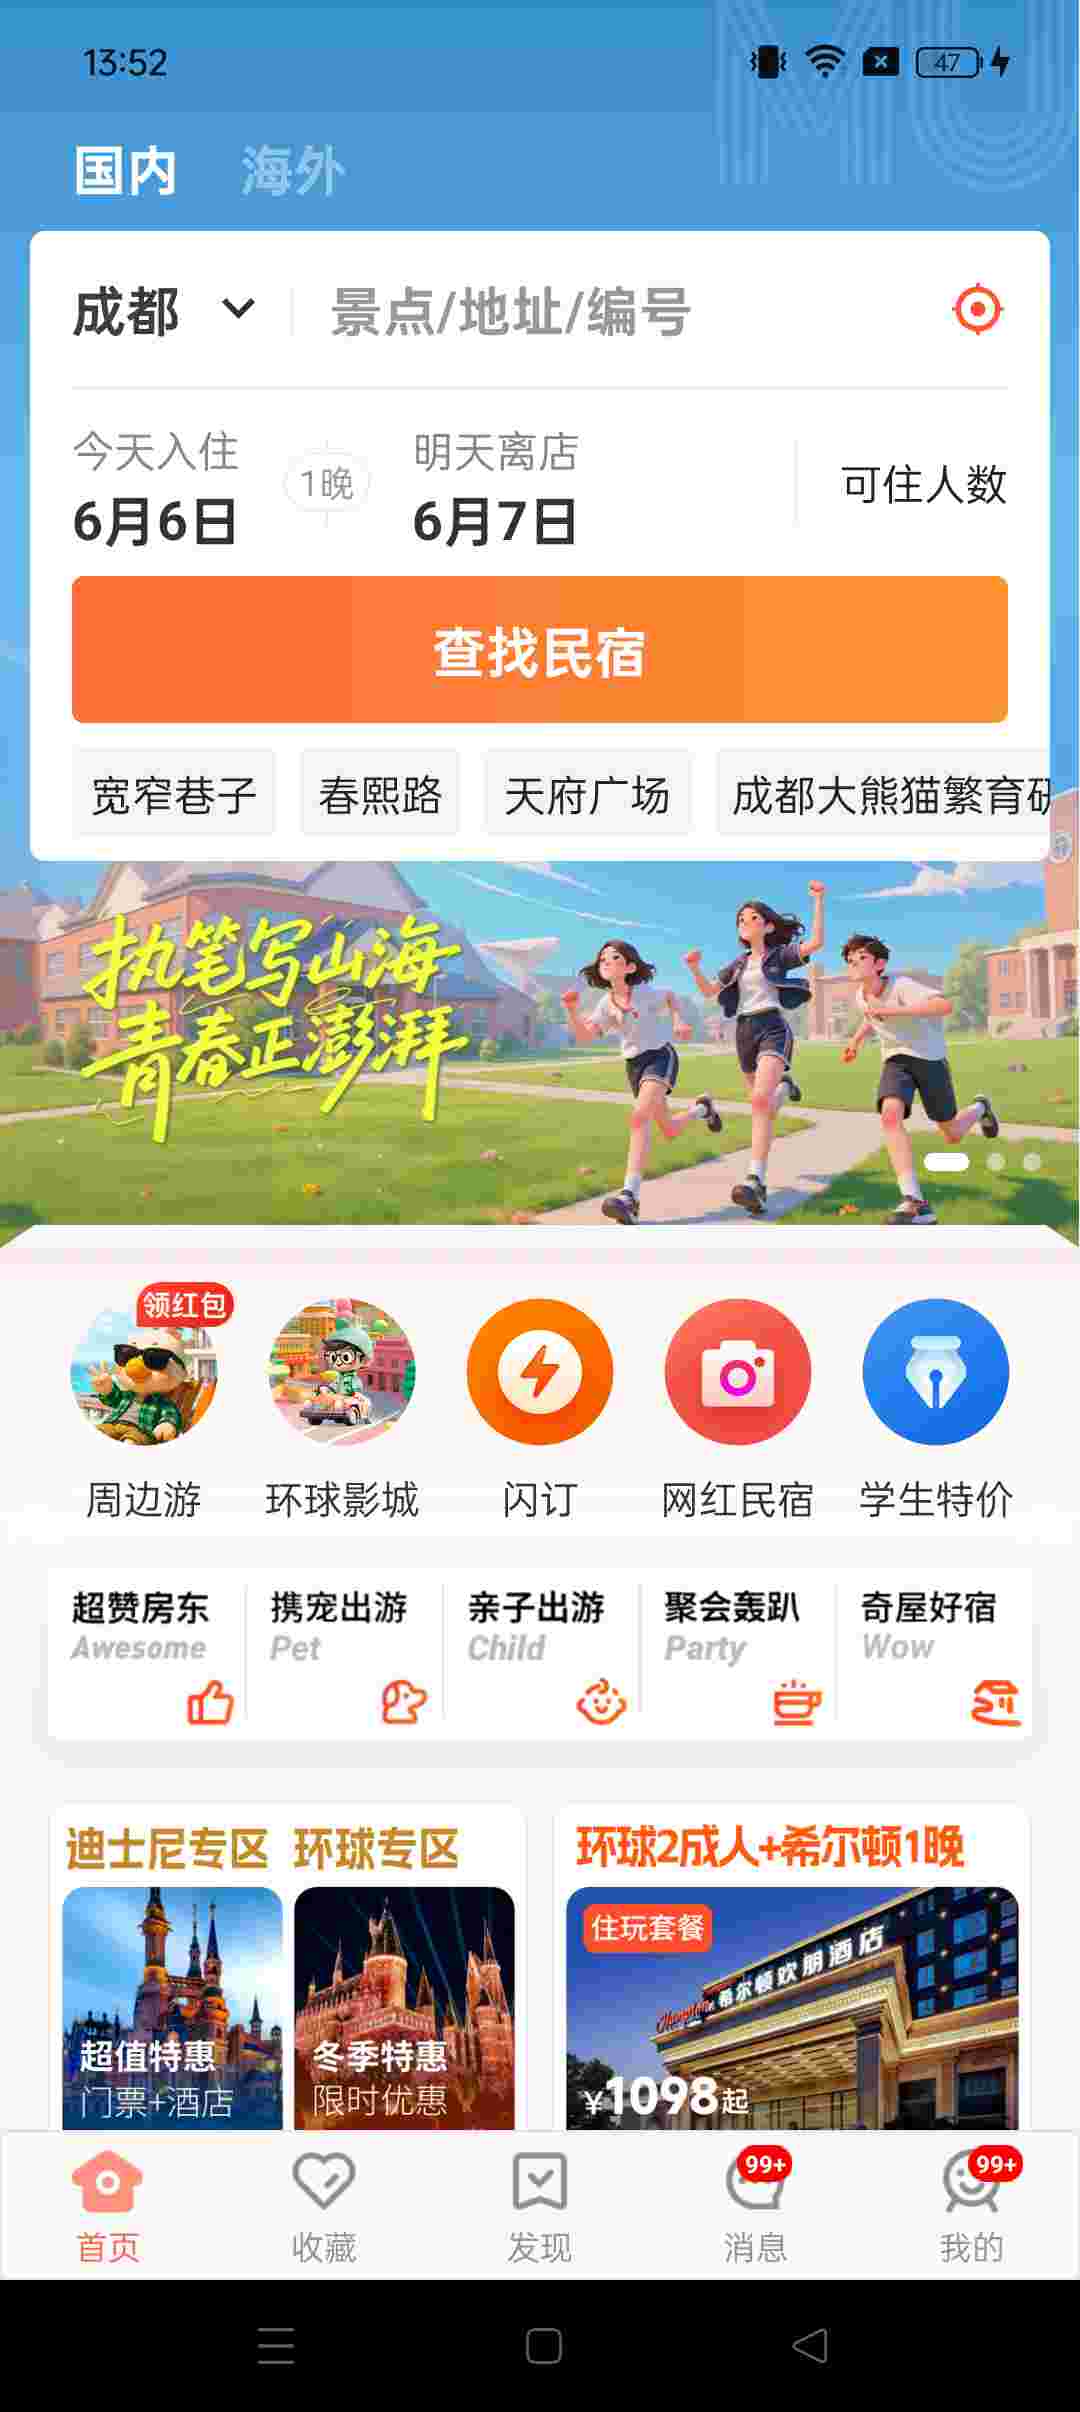 13:52
47
国内 海外
成都 景点/地址/编号
今天入住 1晚 明天离店 可住人数
6月6日 6月7日
查找民宿
宽窄巷子 春熙路 天府广场 成都大熊猫繁育研
执笔写山海
青春正澎湃
领红包
周边游 环球影城 闪订 网红民宿 学生特价
超赞房东 携宠出游 亲子出游 聚会轰趴 奇屋好宿
Awesome Pet Child Party Wow
迪士尼专区 环球专区 环球2成人+希尔顿1晚
住玩套餐
希尔顿欢朋酒店
超值特惠 冬季特惠
门票+酒店 限时优惠 ¥1098起
99+ 99+
首页 收藏 发现 消息 我的